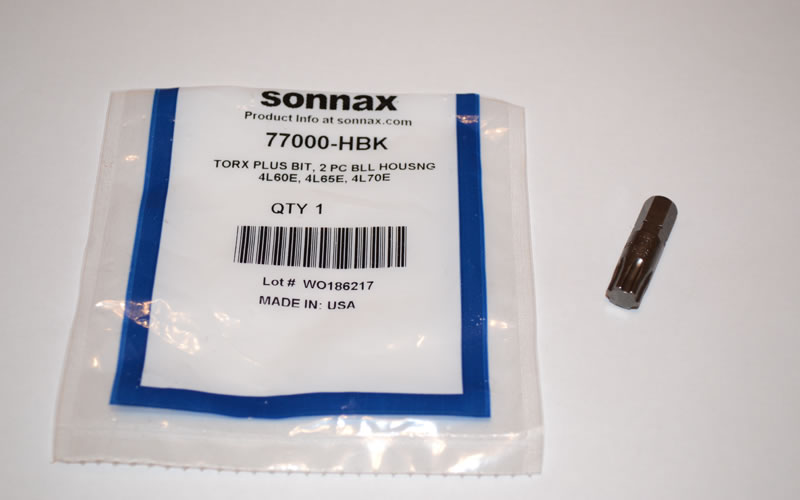 sonnax
Product Info at sonnax.com
77000-HBK
TORX PLUS BIT, 2 PC BLL HOUSNG
4L60E, 4L65E, 4L70E
QTY 1
Lot # WO186217
MADE IN: USA